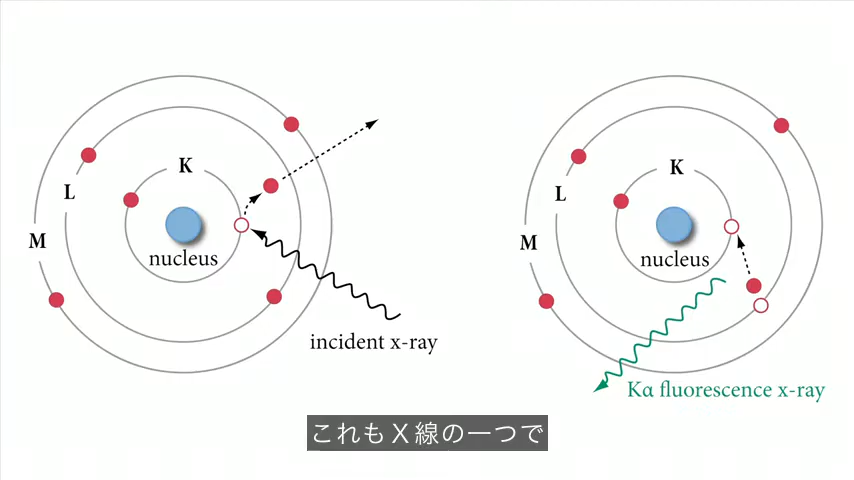 K
L
M
nucleus
incident x-ray
K
L
M
nucleus
Kα fluorescence x-ray
これもＸ線の一つで